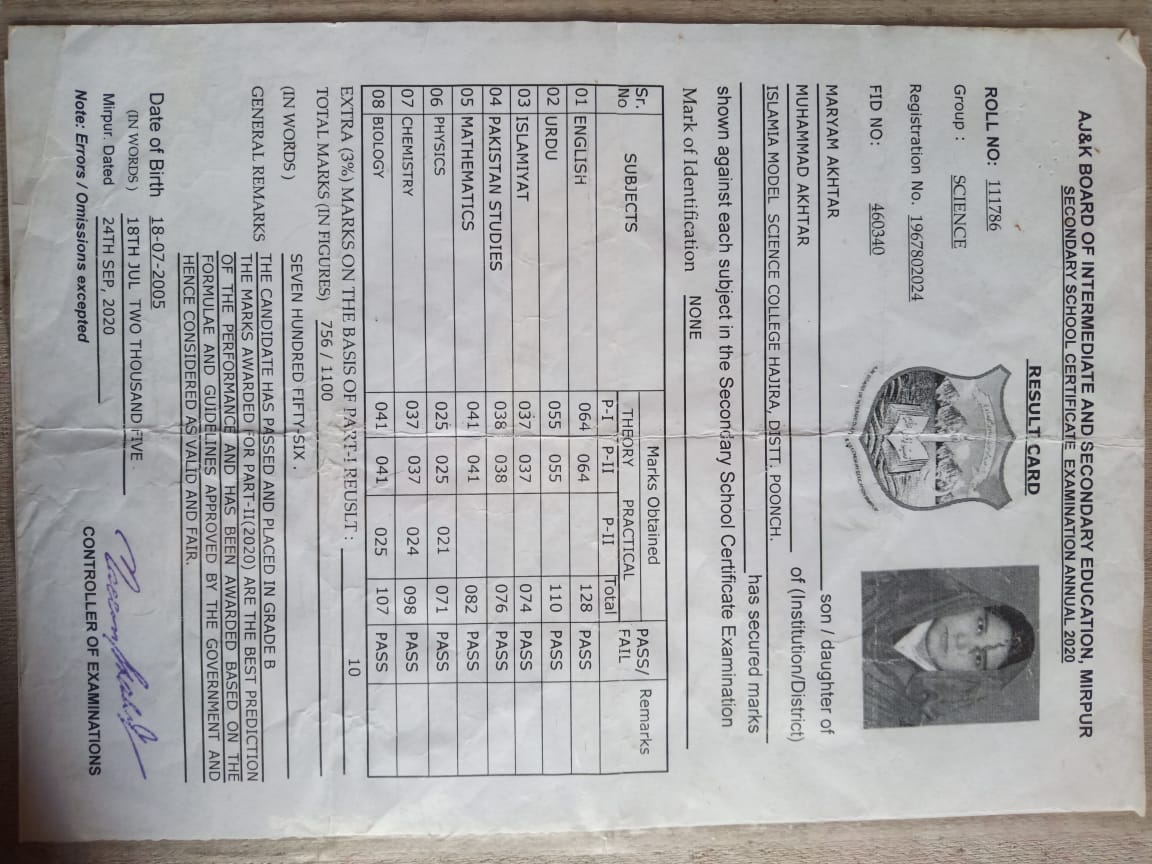 AJ&K BOARD OF INTERMEDIATE AND SECONDARY EDUCATION, MIRPUR
SECONDARY SCHOOL CERTIFICATE EXAMINATION ANNUAL 2020
RESULT CARD
ROLL NO: 111786
Group : SCIENCE
Registration No. 1967802024
FID NO: 460340
AJK BOARD OF INTERMEDIATE & SECONDARY EDUCATION MIRPUR
MARYAM AKHTAR son / daughter of
MUHAMMAD AKHTAR of (Institution/District)
ISLAMIA MODEL SCIENCE COLLEGE HAJIRA, DISTT. POONCH.
has secured marks
shown against each subject in the Secondary School Certificate Examination
Mark of Identification NONE
Sr. No SUBJECTS Marks Obtained PASS/ FAIL Remarks
THEORY PRACTICAL
P-I P-II P-II Total
01 ENGLISH 064 064 128 PASS
02 URDU 055 055 110 PASS
03 ISLAMIYAT 037 037 074 PASS
04 PAKISTAN STUDIES 038 038 076 PASS
05 MATHEMATICS 041 041 082 PASS
06 PHYSICS 025 025 021 071 PASS
07 CHEMISTRY 037 037 024 098 PASS
08 BIOLOGY 041 041 025 107 PASS
EXTRA (3%) MARKS ON THE BASIS OF PART-I REUSLT : 10
TOTAL MARKS (IN FIGURES) 756 / 1100
(IN WORDS ) SEVEN HUNDRED FIFTY-SIX .
GENERAL REMARKS THE CANDIDATE HAS PASSED AND PLACED IN GRADE B
THE MARKS AWARDED FOR PART-II(2020) ARE THE BEST PREDICTION
OF THE PERFORMANCE AND HAS BEEN AWARDED BASED ON THE
FORMULAE AND GUIDELINES APPROVED BY THE GOVERNMENT AND
HENCE CONSIDERED AS VALID AND FAIR.
Date of Birth 18-07-2005
(IN WORDS ) 18TH JUL TWO THOUSAND FIVE
Mirpur. Dated 24TH SEP, 2020
CONTROLLER OF EXAMINATIONS
Note: Errors / Omissions excepted